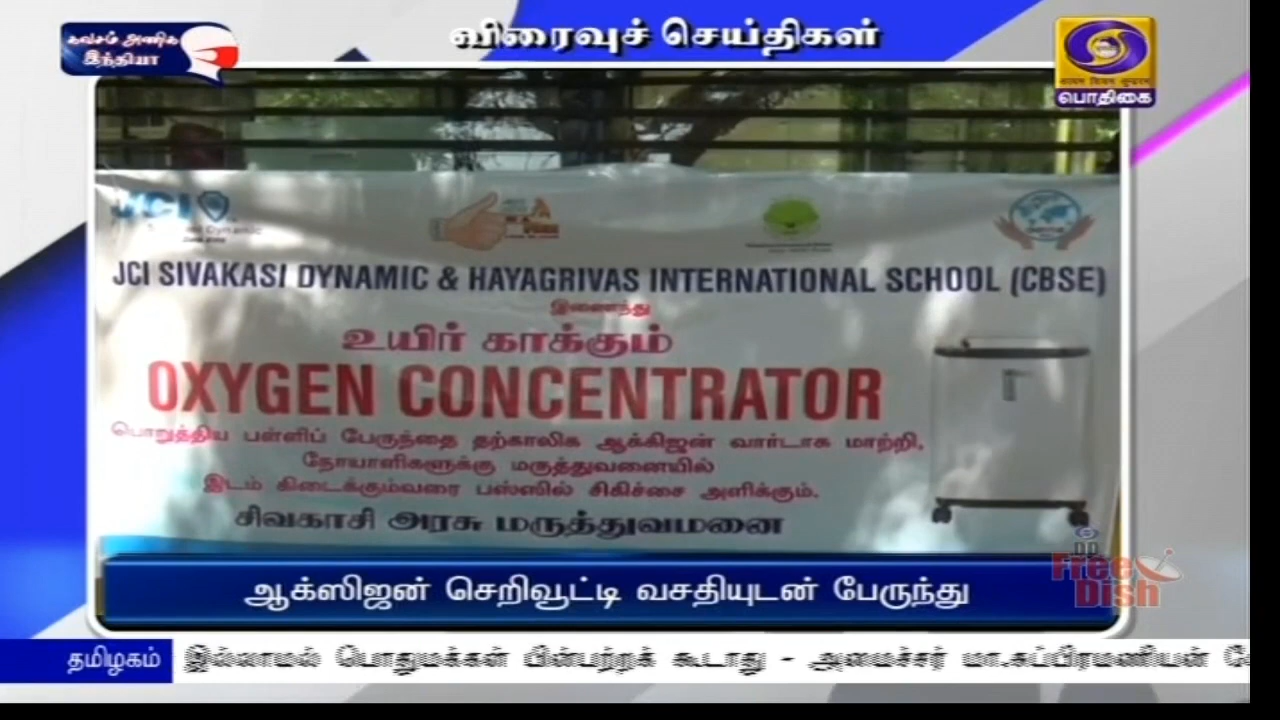 கவசம் அணிக
இந்தியா
விரைவுச் செய்திகள்
பொதிகை
JCI
JCI SIVAKASI DYNAMIC & HAYAGRIVAS INTERNATIONAL SCHOOL (CBSE)
இணைந்து
உயிர் காக்கும்
OXYGEN CONCENTRATOR
பொறுத்திய பள்ளிப் பேருந்தை தற்காலிக ஆக்கிஜன் வார்டாக மாற்றி,
நோயாளிகளுக்கு மருத்துவனையில்
இடம் கிடைக்கும்வரை பஸ்ஸில் சிகிச்சை அளிக்கும்.
சிவகாசி அரசு மருத்துவமனை
ஆக்ஸிஜன் செறிவூட்டி வசதியுடன் பேருந்து
DD
Free
Dish
தமிழகம் இல்லாமல் பொதுமக்கள் பின்பற்றக் கூடாது - அமைச்சர் மா.சுப்பிரமணியன்